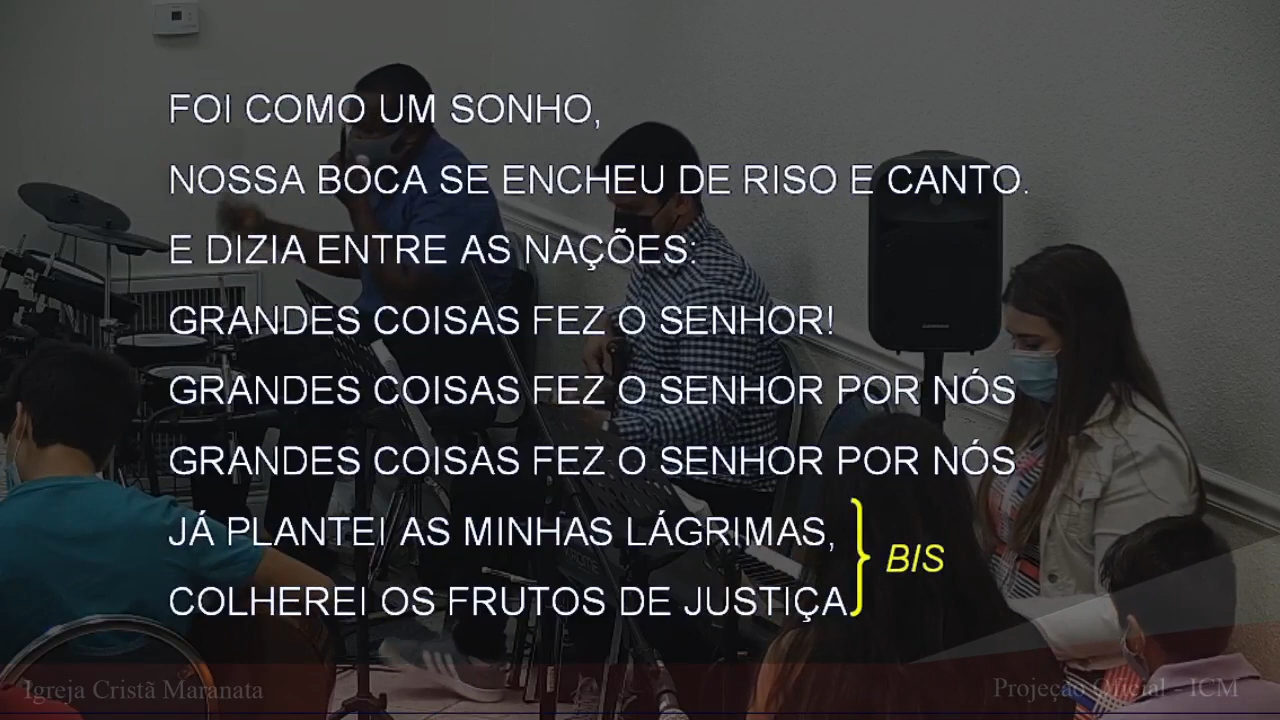 FOI COMO UM SONHO,
NOSSA BOCA SE ENCHEU DE RISO E CANTO.
E DIZIA ENTRE AS NAÇÕES:
GRANDES COISAS FEZ O SENHOR!
GRANDES COISAS FEZ O SENHOR POR NÓS
GRANDES COISAS FEZ O SENHOR POR NÓS
JÁ PLANTEI AS MINHAS LÁGRIMAS,
COLHEREI OS FRUTOS DE JUSTIÇA
BIS
Igreja Cristã Maranata
Projeção Oficial - ICM